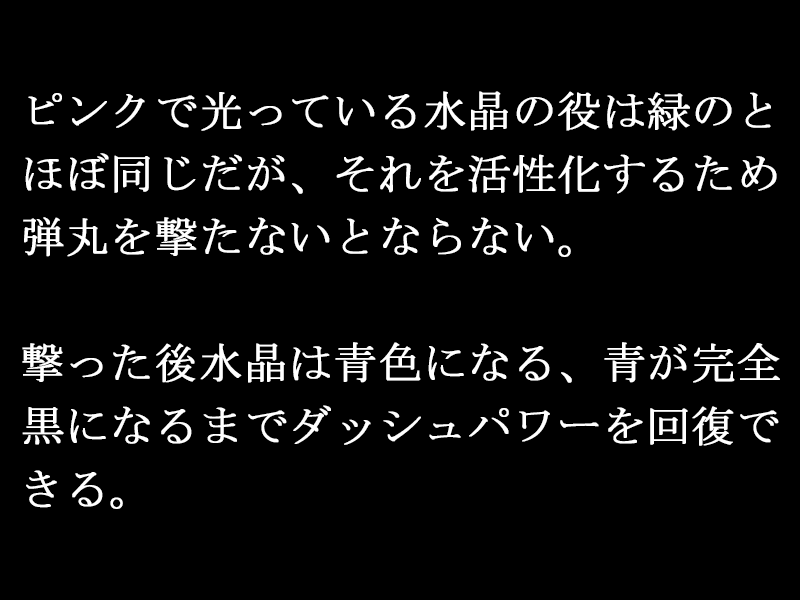 ピンクで光っている水晶の役は緑のと
ほぼ同じだが、それを活性化するため
弾丸を撃たないとならない。
撃った後水晶は青色になる、青が完全
黒になるまでダッシュパワーを回復で
きる。